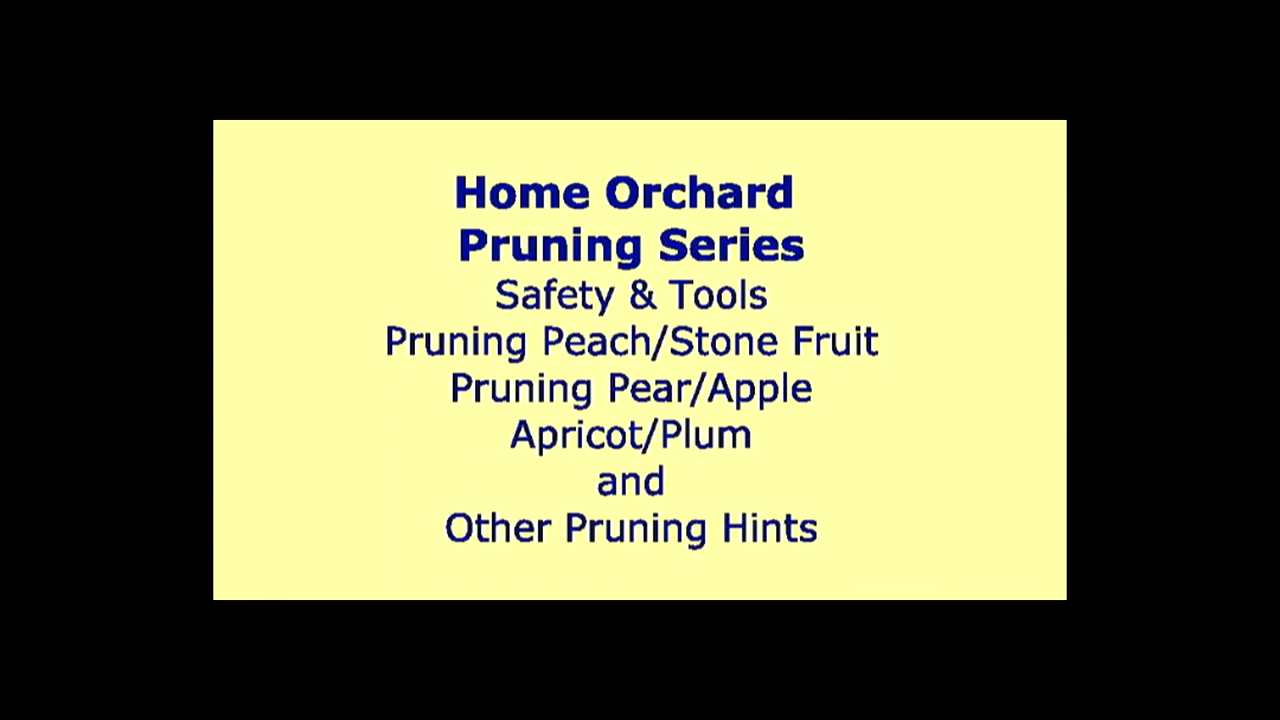 Home Orchard
Pruning Series
Safety & Tools
Pruning Peach/Stone Fruit
Pruning Pear/Apple
Apricot/Plum
and
Other Pruning Hints